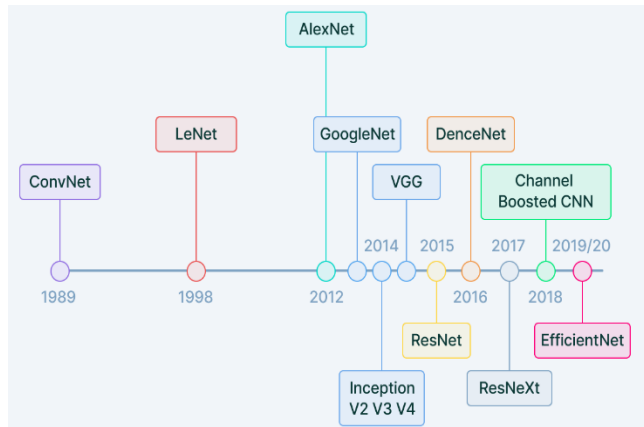 AlexNet
LeNet
GoogleNet
DenceNet
ConvNet
VGG
Channel
Boosted CNN
2014
2015
2017
2019/20
1989
1998
2012
2016
2018
ResNet
EfficientNet
Inception
V2 V3 V4
ResNeXt